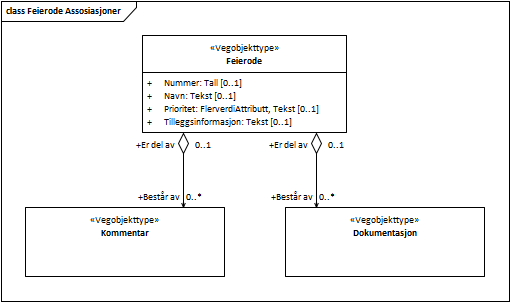 class Feierode Assosiasjoner
«Vegobjekttype»
Feierode
+ Nummer: Tall [0..1]
+ Navn: Tekst [0..1]
+ Prioritet: FlerverdiAttributt, Tekst [0..1]
+ Tilleggsinformasjon: Tekst [0..1]
+Er del av 0..1 +Er del av 0..1
+Består av 0..* +Består av 0..*
«Vegobjekttype» «Vegobjekttype»
Kommentar Dokumentasjon